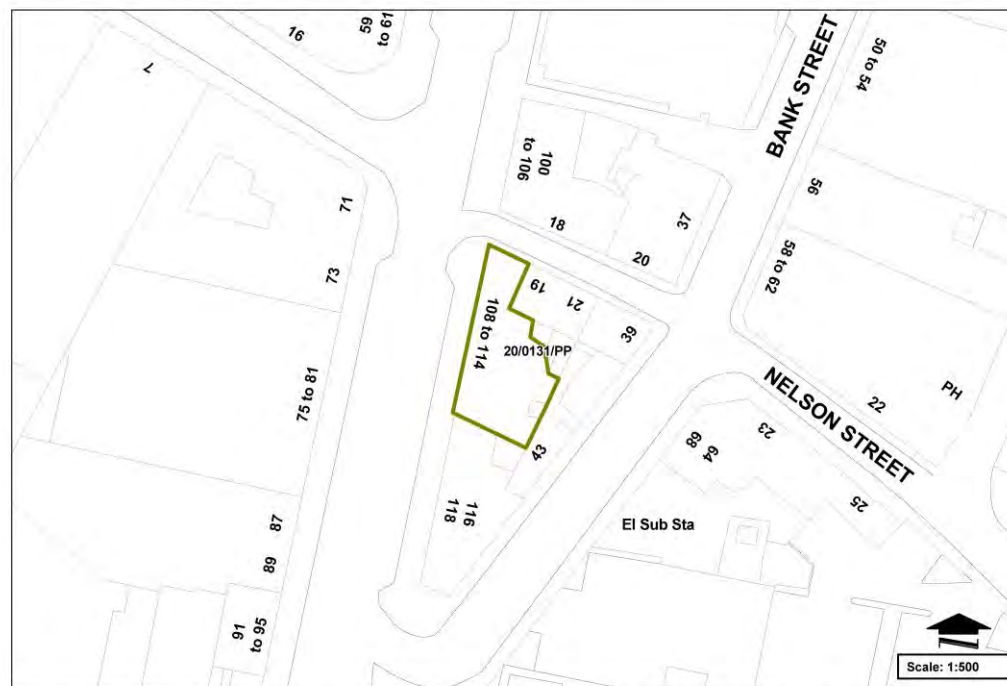 16
59
to 61
7
BANK STREET
50 to 54
100
to 106
71
18
37
56
20
73
58 to 62
19
21
108 to 114
39
20/0131/PP
75 to 81
NELSON STREET
22
PH
43
68
64
23
25
116
118
El Sub Sta
87
89
91
to 95
N
Scale: 1:500